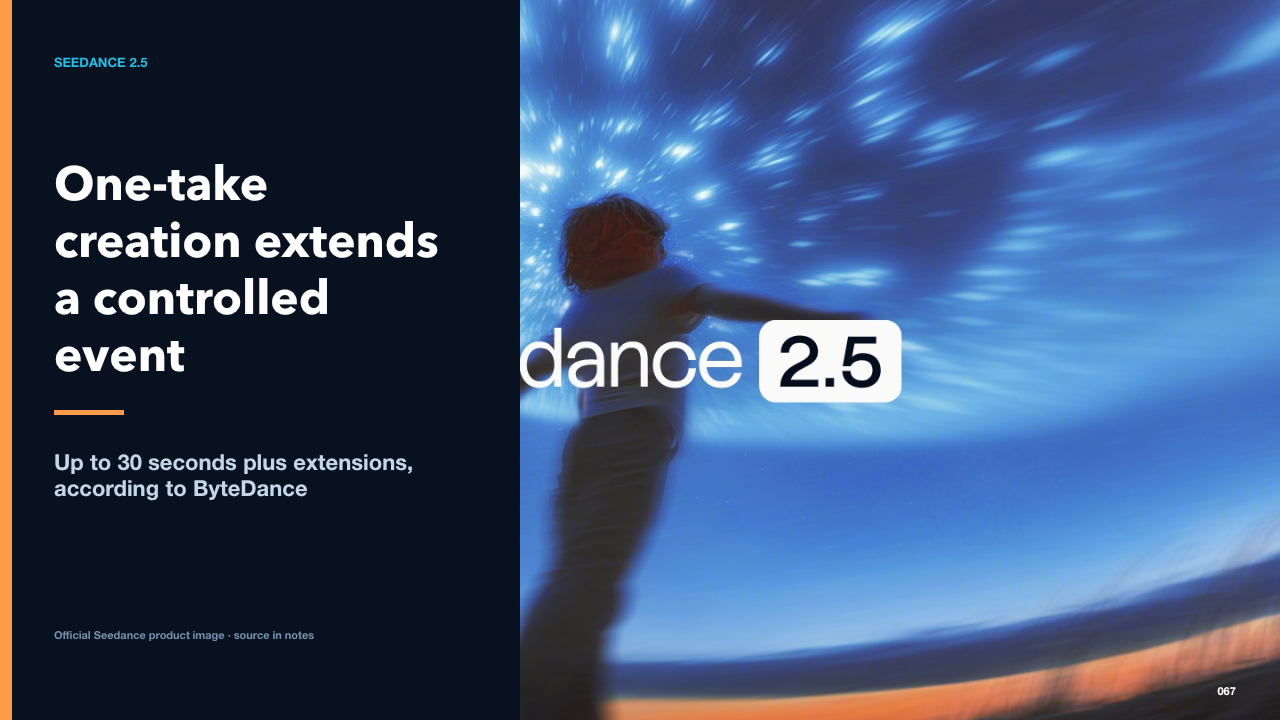 SEEDANCE 2.5
One-take
creation extends
a controlled
event
Up to 30 seconds plus extensions,
according to ByteDance
Official Seedance product image · source in notes
dance 2.5
067